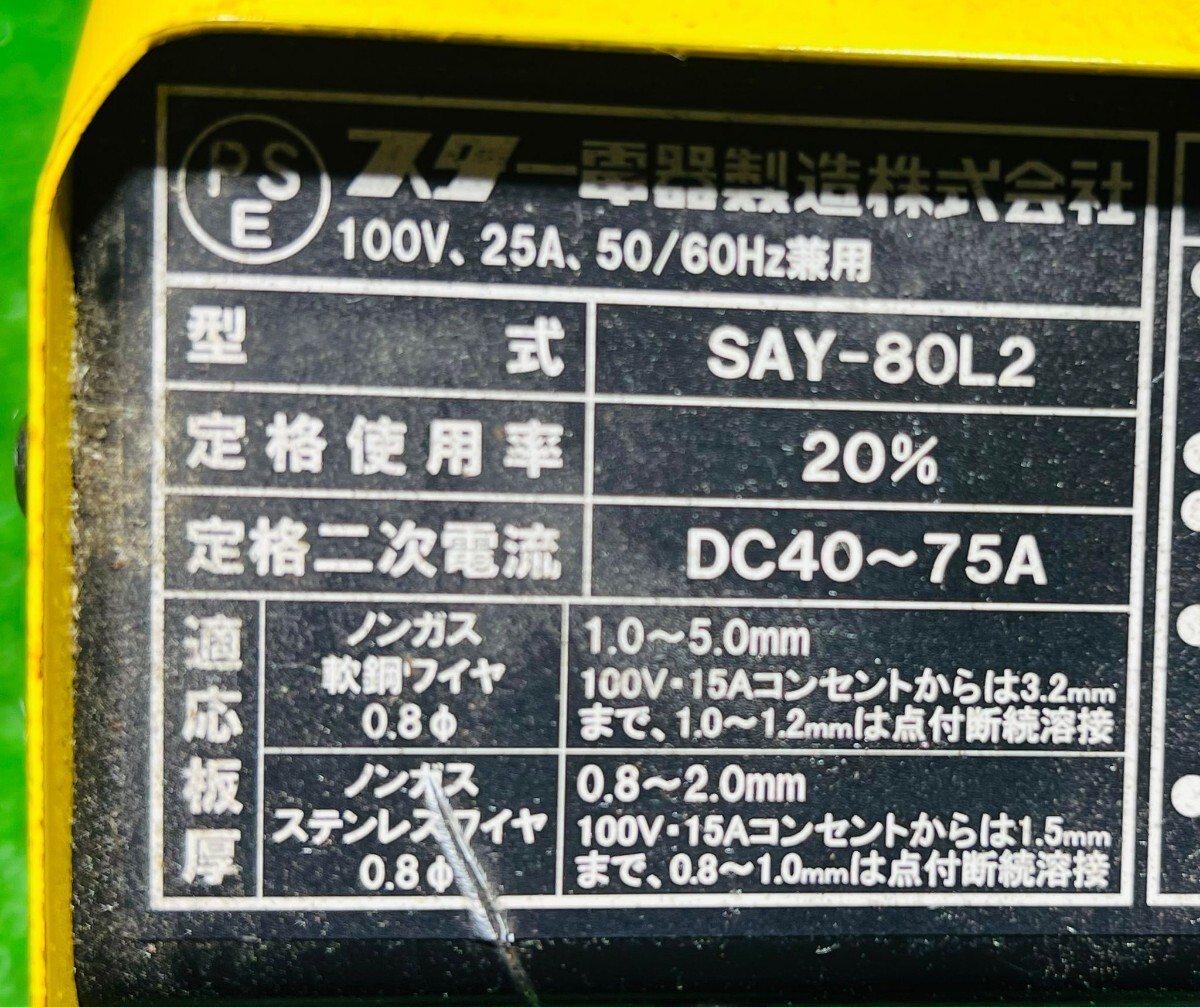 PSE
スター電器製造株式会社
100V、25A、50/60Hz兼用
型式 SAY-80L2
定格使用率 20%
定格二次電流 DC40～75A
適応板厚
ノンガス
軟鋼ワイヤ
0.8φ
1.0～5.0mm
100V・15Aコンセントからは3.2mm
まで、1.0～1.2mmは点付断続溶接
ノンガス
ステンレスワイヤ
0.8φ
0.8～2.0mm
100V・15Aコンセントからは1.5mm
まで、0.8～1.0mmは点付断続溶接